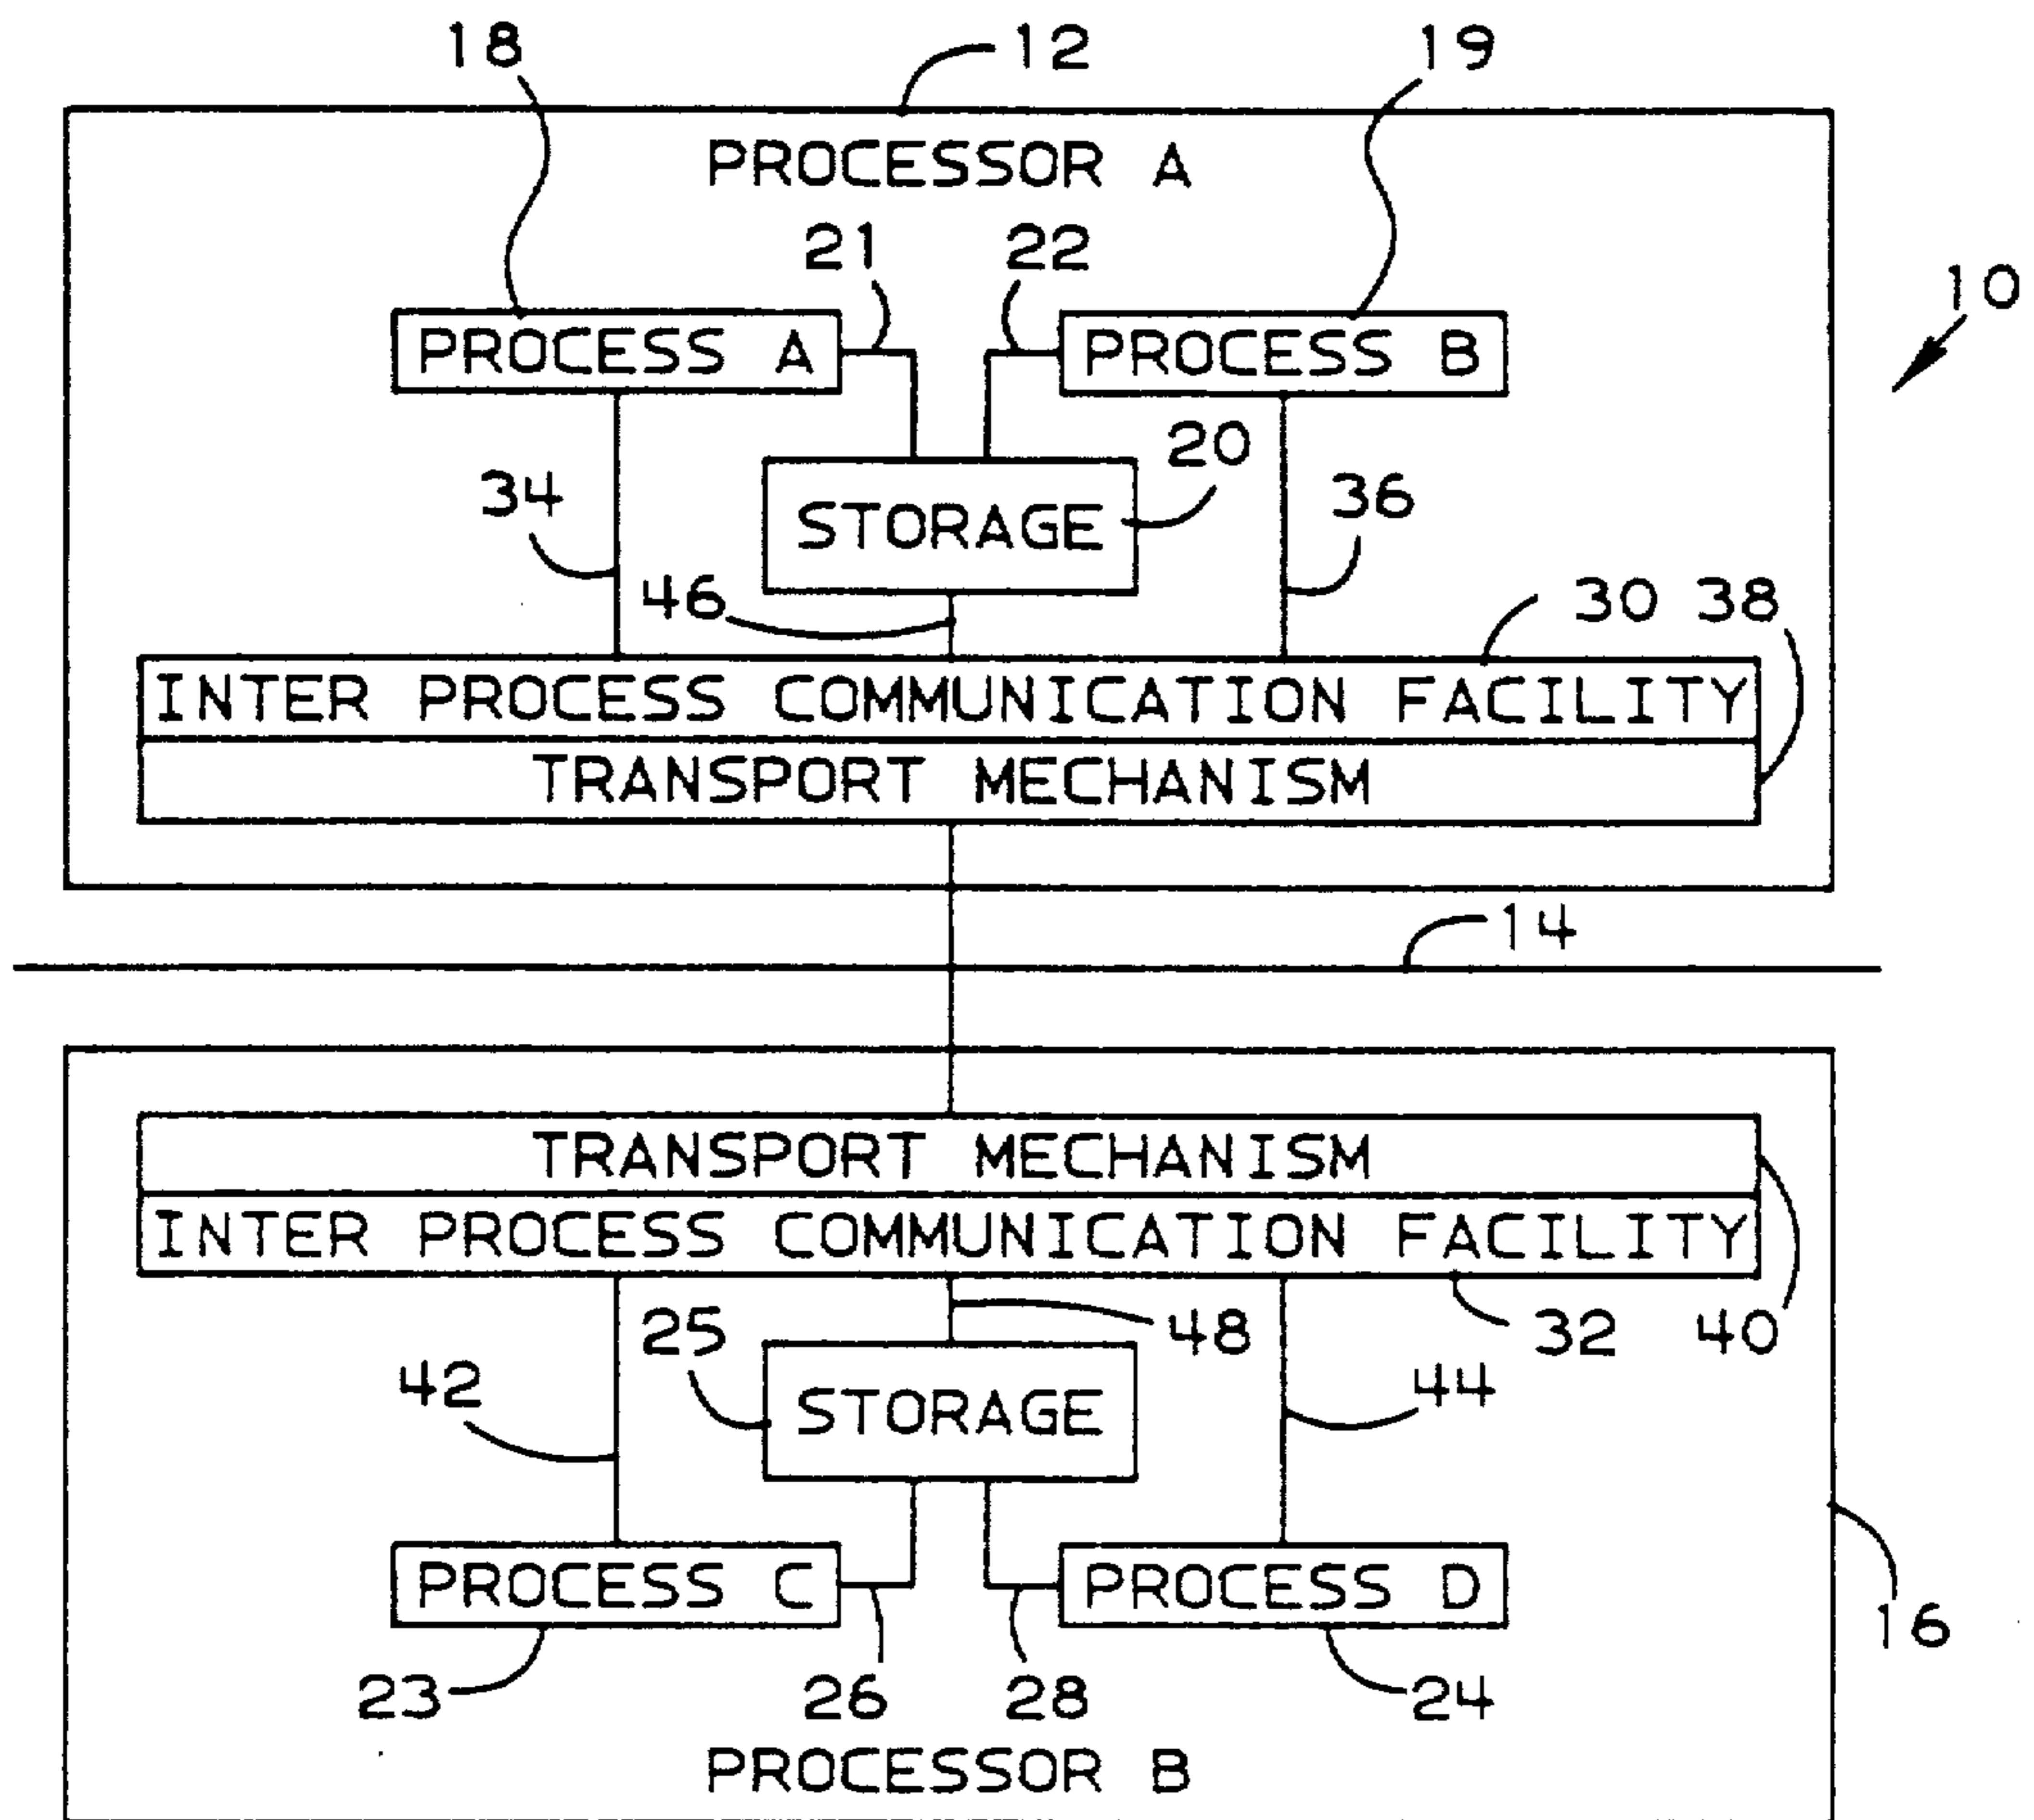 18 12 19
PROCESSOR A
21 22
10
PROCESS A PROCESS B
20
34 36
STORAGE
46 30 38
INTER PROCESS COMMUNICATION FACILITY
TRANSPORT MECHANISM
14
TRANSPORT MECHANISM
INTER PROCESS COMMUNICATION FACILITY
25 48 32 40
42 44
STORAGE
PROCESS C PROCESS D
16
23 26 28 24
PROCESSOR B